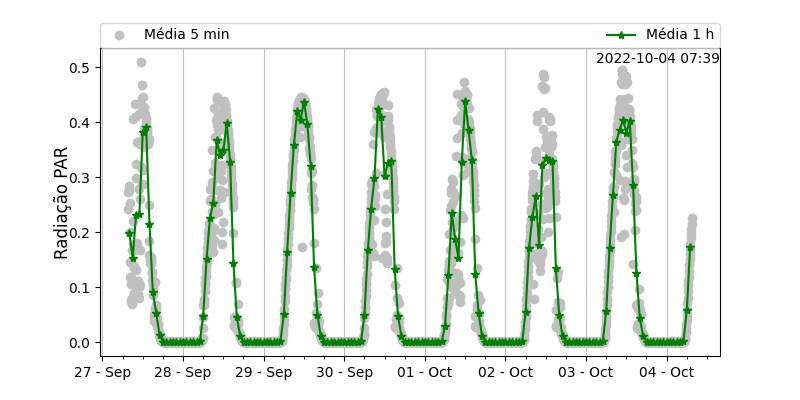 Média 5 min
Média 1 h
2022-10-04 07:39
0.5
0.4
0.3
0.2
0.1
0.0
Radiação PAR
27 - Sep
28 - Sep
29 - Sep
30 - Sep
01 - Oct
02 - Oct
03 - Oct
04 - Oct